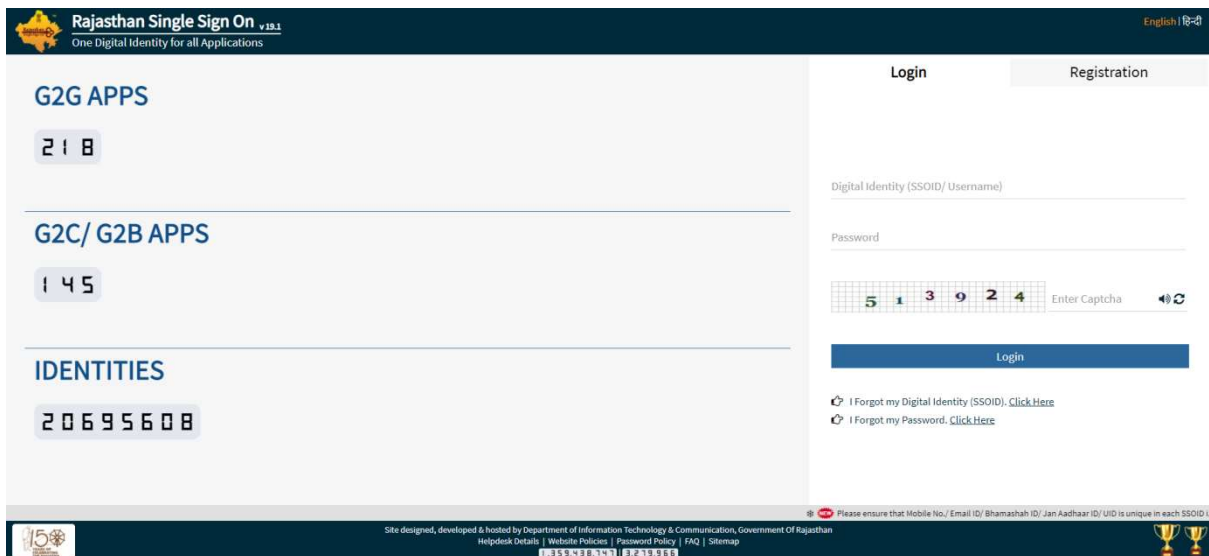 Rajasthan Single Sign On v 19.1
One Digital Identity for all Applications
English | हिन्दी
G2G APPS
218
G2C/ G2B APPS
145
IDENTITIES
20695608
Login Registration
Digital Identity (SSOID/ Username)
Password
5 1 3 9 2 4 Enter Captcha
Login
I Forgot my Digital Identity (SSOID). Click Here
I Forgot my Password. Click Here
Please ensure that Mobile No./ Email ID/ Bhamashah ID/ Jan Aadhaar ID/ UID is unique in each SSOID
150
Site designed, developed & hosted by Department of Information Technology & Communication, Government Of Rajasthan
Helpdesk Details | Website Policies | Password Policy | FAQ | Sitemap
1,359,438,747 || 3,279,966